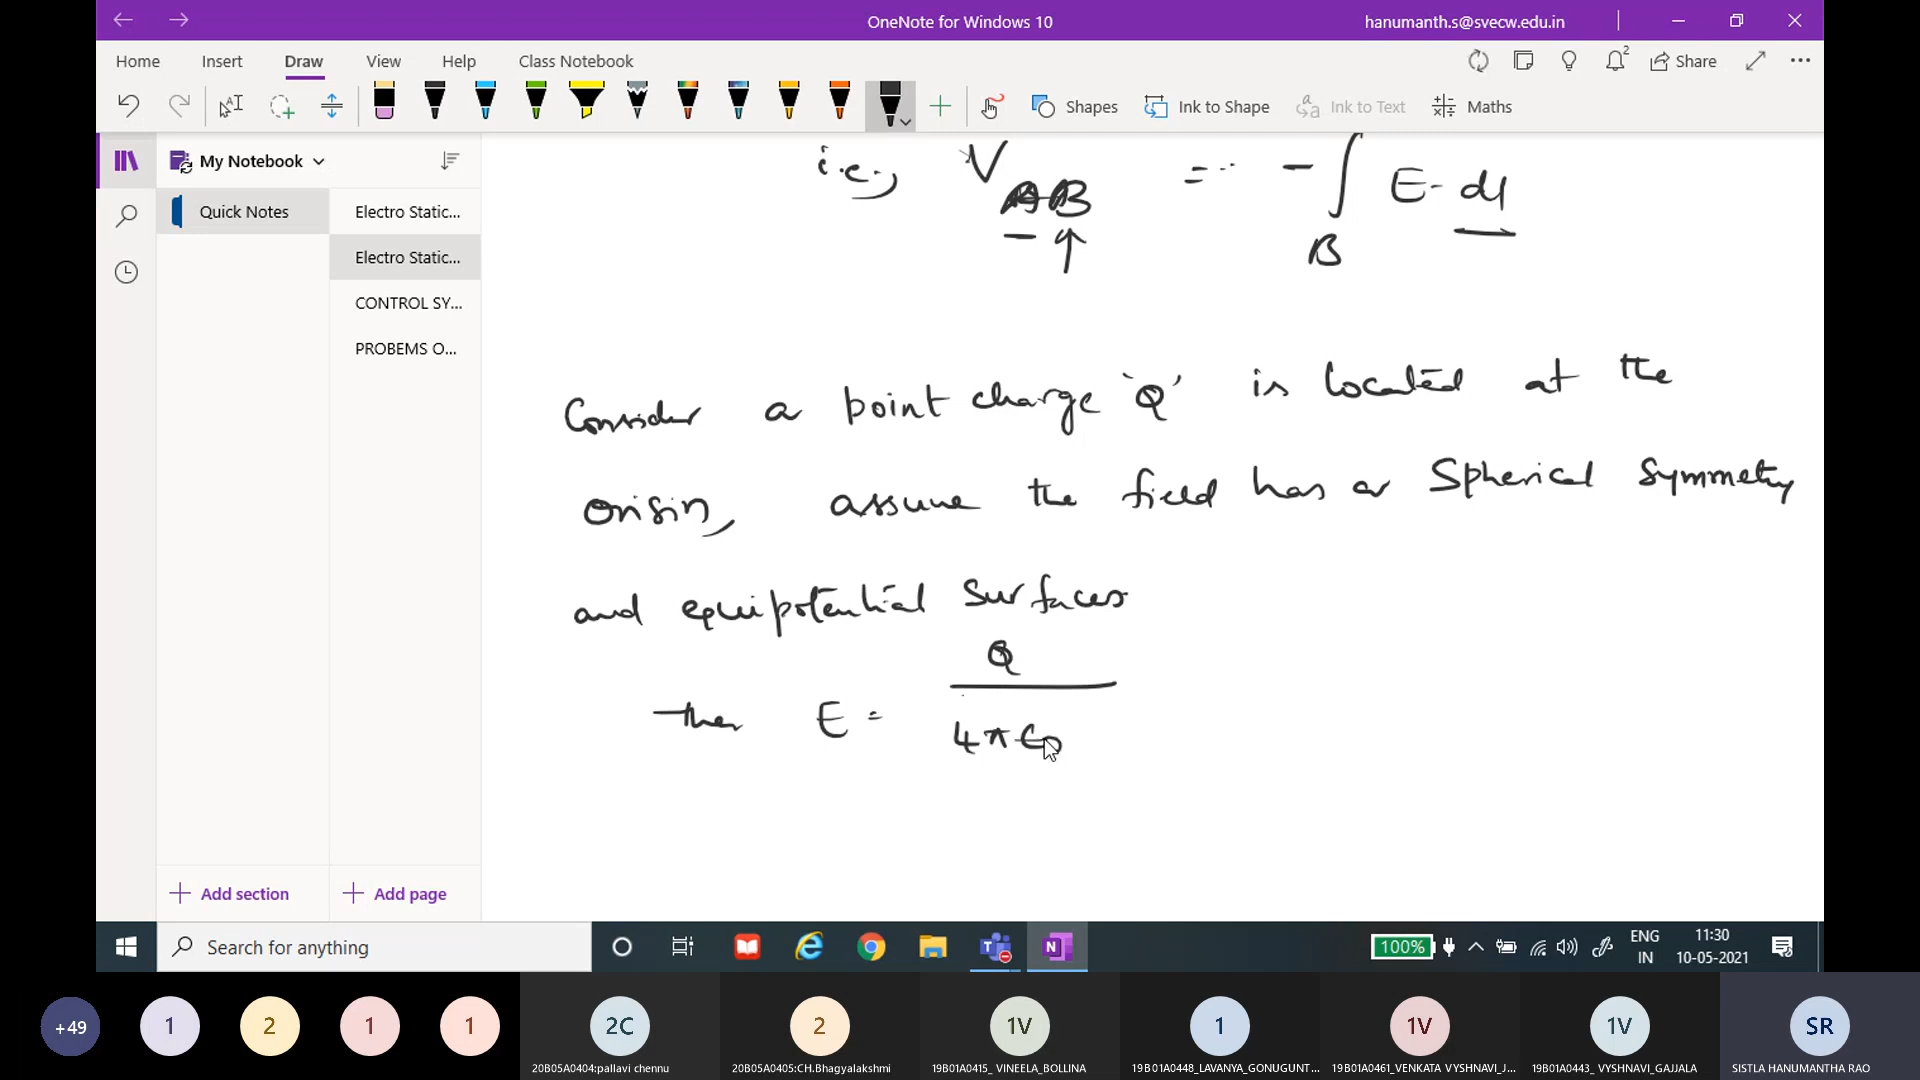 OneNote for Windows 10
hanumanth.s@svecw.edu.in
Home Insert Draw View Help Class Notebook
2 Share
Shapes Ink to Shape Ink to Text Maths
My Notebook
Quick Notes
Electro Static...
Electro Static...
CONTROL SY...
PROBEMS O...
i.e., V AB = - ∫ E. dl
B
Consider a point charge 'Q' is located at the
origin, assume the field has a Spherical Symmetry
and equipotential surfaces
Q
then E =
4π ε0
Add section Add page
Search for anything
100%
ENG
IN
11:30
10-05-2021
+49 1 2 1 1 2C 2 1V 1 1V 1V SR
20B05A0404:pallavi chennu 20B05A0405:CH.Bhagyalakshmi 19B01A0415_ VINEELA_BOLLINA 19B01A0448_LAVANYA_GONUGUNT... 19B01A0461_VENKATA VYSHNAVI_J... 19B01A0443_ VYSHNAVI_GAJJALA SISTLA HANUMANTHA RAO